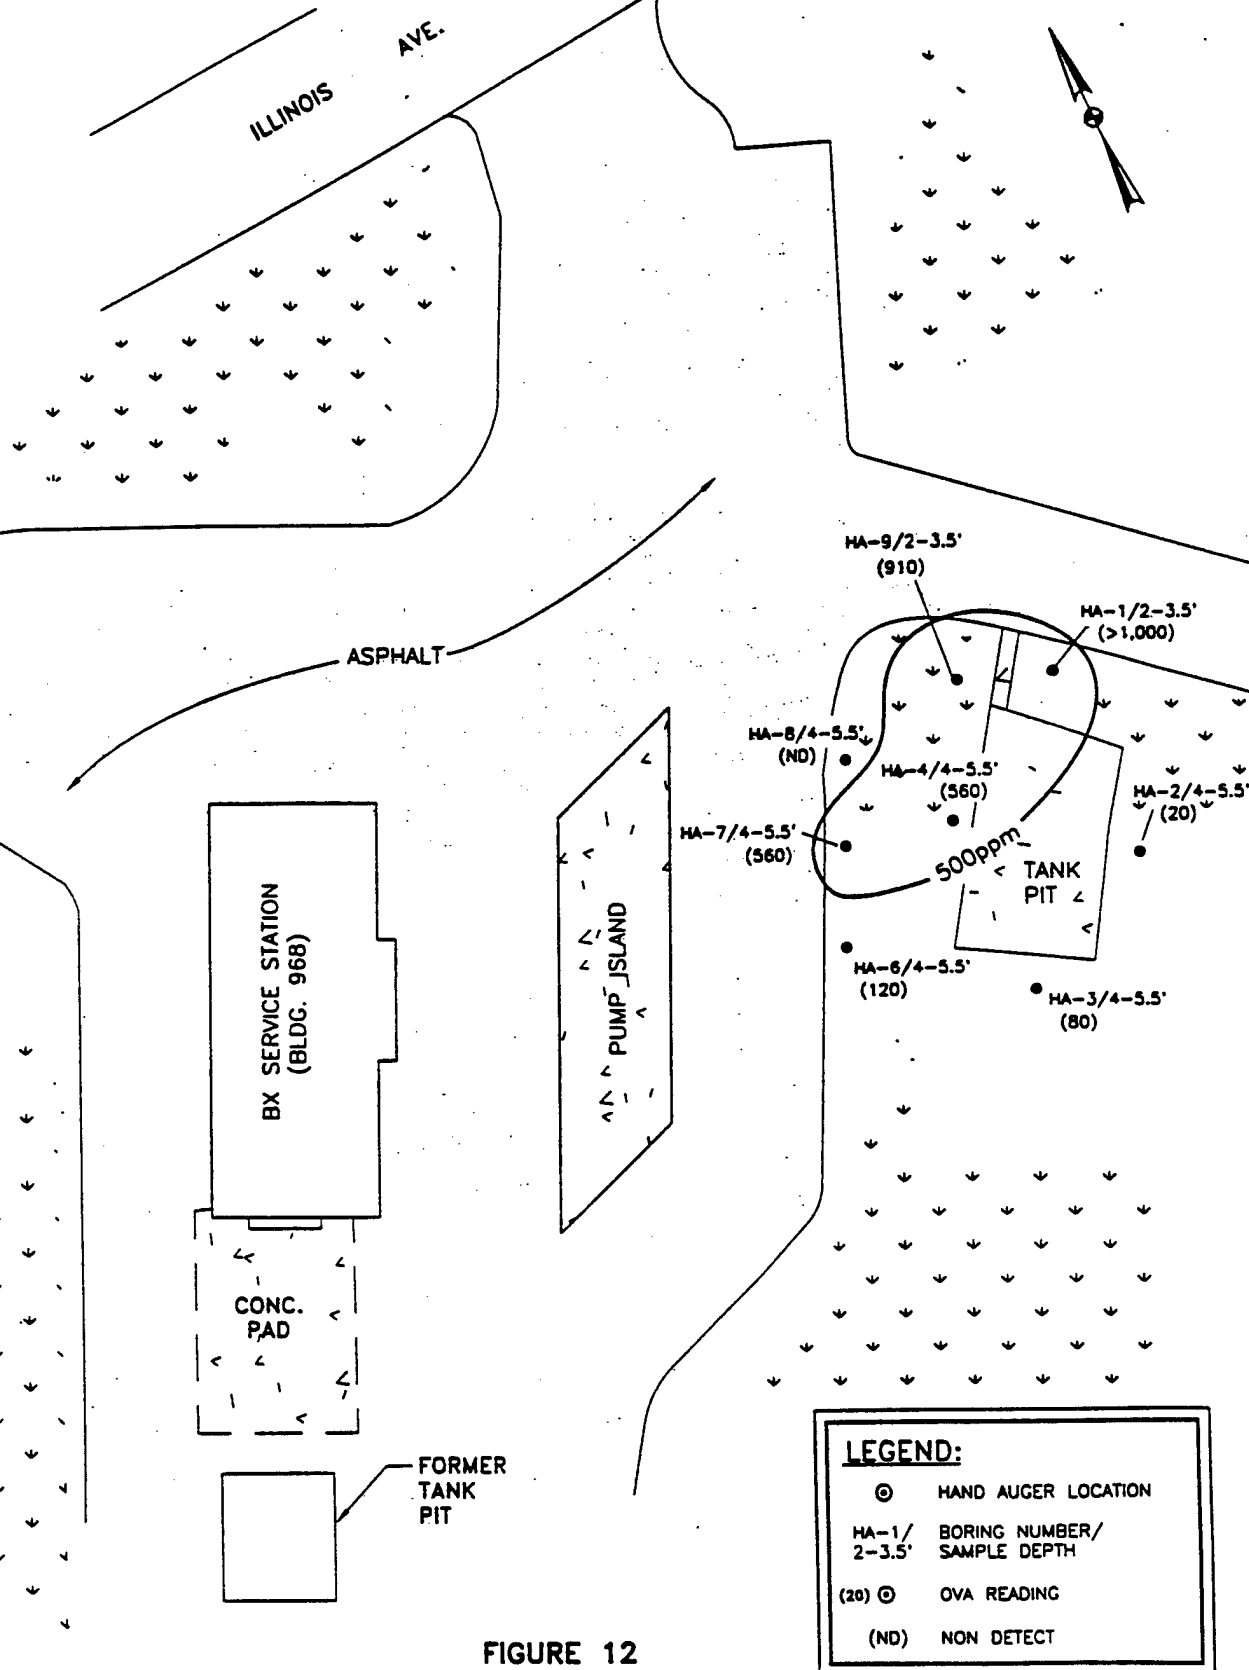 ILLINOIS AVE.
HA-9/2-3.5'
(910)
HA-1/2-3.5'
(>1,000)
ASPHALT
HA-8/4-5.5'
(ND)
HA-4/4-5.5'
(560)
HA-2/4-5.5'
(20)
HA-7/4-5.5'
(560)
500ppm
TANK
PIT
BX SERVICE STATION
(BLDG. 968)
PUMP ISLAND
HA-6/4-5.5'
(120)
HA-3/4-5.5'
(80)
CONC.
PAD
FORMER
TANK
PIT
LEGEND:
HAND AUGER LOCATION
HA-1/ BORING NUMBER/
2-3.5' SAMPLE DEPTH
(20) OVA READING
(ND) NON DETECT
FIGURE 12